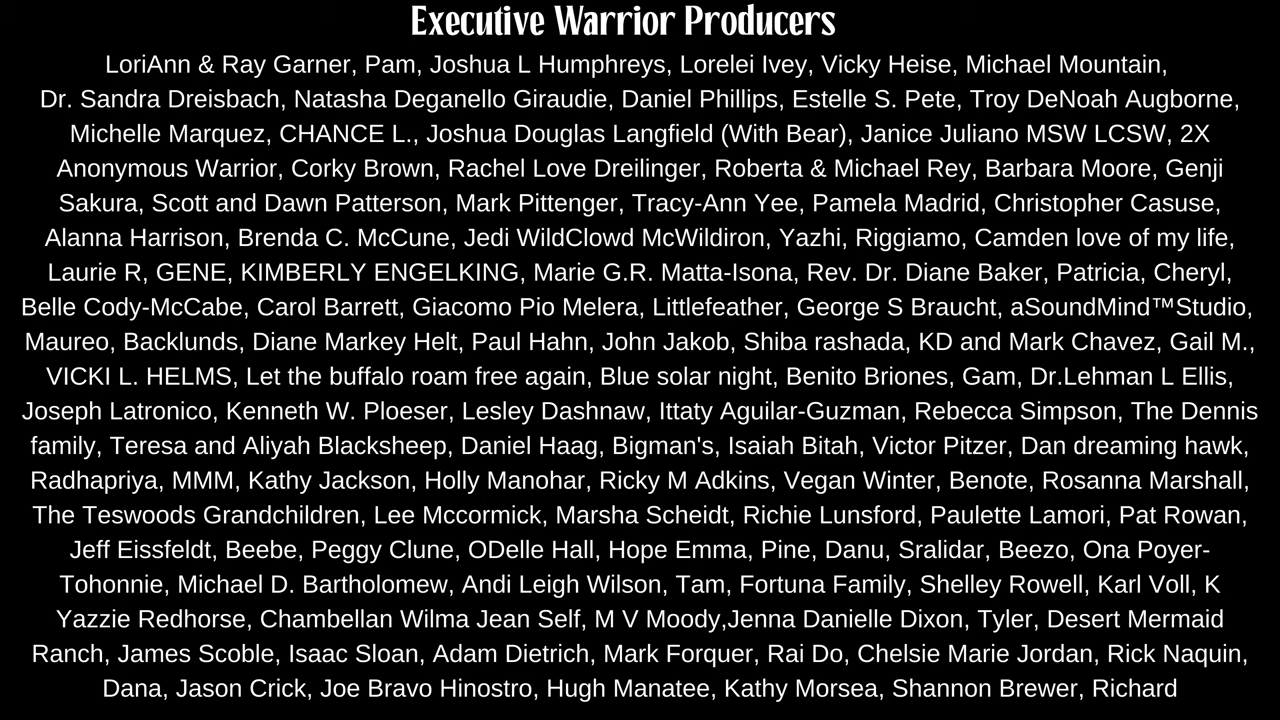 Executive Warrior Producers
LoriAnn & Ray Garner, Pam, Joshua L Humphreys, Lorelei Ivey, Vicky Heise, Michael Mountain,
Dr. Sandra Dreisbach, Natasha Deganello Giraudie, Daniel Phillips, Estelle S. Pete, Troy DeNoah Augborne,
Michelle Marquez, CHANCE L., Joshua Douglas Langfield (With Bear), Janice Juliano MSW LCSW, 2X
Anonymous Warrior, Corky Brown, Rachel Love Dreilinger, Roberta & Michael Rey, Barbara Moore, Genji
Sakura, Scott and Dawn Patterson, Mark Pittenger, Tracy-Ann Yee, Pamela Madrid, Christopher Casuse,
Alanna Harrison, Brenda C. McCune, Jedi WildClowd McWildiron, Yazhi, Riggiamo, Camden love of my life,
Laurie R, GENE, KIMBERLY ENGELKING, Marie G.R. Matta-Isona, Rev. Dr. Diane Baker, Patricia, Cheryl,
Belle Cody-McCabe, Carol Barrett, Giacomo Pio Melera, Littlefeather, George S Braucht, aSoundMind™Studio,
Maureo, Backlunds, Diane Markey Helt, Paul Hahn, John Jakob, Shiba rashada, KD and Mark Chavez, Gail M.,
VICKI L. HELMS, Let the buffalo roam free again, Blue solar night, Benito Briones, Gam, Dr.Lehman L Ellis,
Joseph Latronico, Kenneth W. Ploeser, Lesley Dashnaw, Ittaty Aguilar-Guzman, Rebecca Simpson, The Dennis
family, Teresa and Aliyah Blacksheep, Daniel Haag, Bigman's, Isaiah Bitah, Victor Pitzer, Dan dreaming hawk,
Radhapriya, MMM, Kathy Jackson, Holly Manohar, Ricky M Adkins, Vegan Winter, Benote, Rosanna Marshall,
The Teswoods Grandchildren, Lee Mccormick, Marsha Scheidt, Richie Lunsford, Paulette Lamori, Pat Rowan,
Jeff Eissfeldt, Beebe, Peggy Clune, ODelle Hall, Hope Emma, Pine, Danu, Sralidar, Beezo, Ona Poyer-
Tohonnie, Michael D. Bartholomew, Andi Leigh Wilson, Tam, Fortuna Family, Shelley Rowell, Karl Voll, K
Yazzie Redhorse, Chambellan Wilma Jean Self, M V Moody,Jenna Danielle Dixon, Tyler, Desert Mermaid
Ranch, James Scoble, Isaac Sloan, Adam Dietrich, Mark Forquer, Rai Do, Chelsie Marie Jordan, Rick Naquin,
Dana, Jason Crick, Joe Bravo Hinostro, Hugh Manatee, Kathy Morsea, Shannon Brewer, Richard